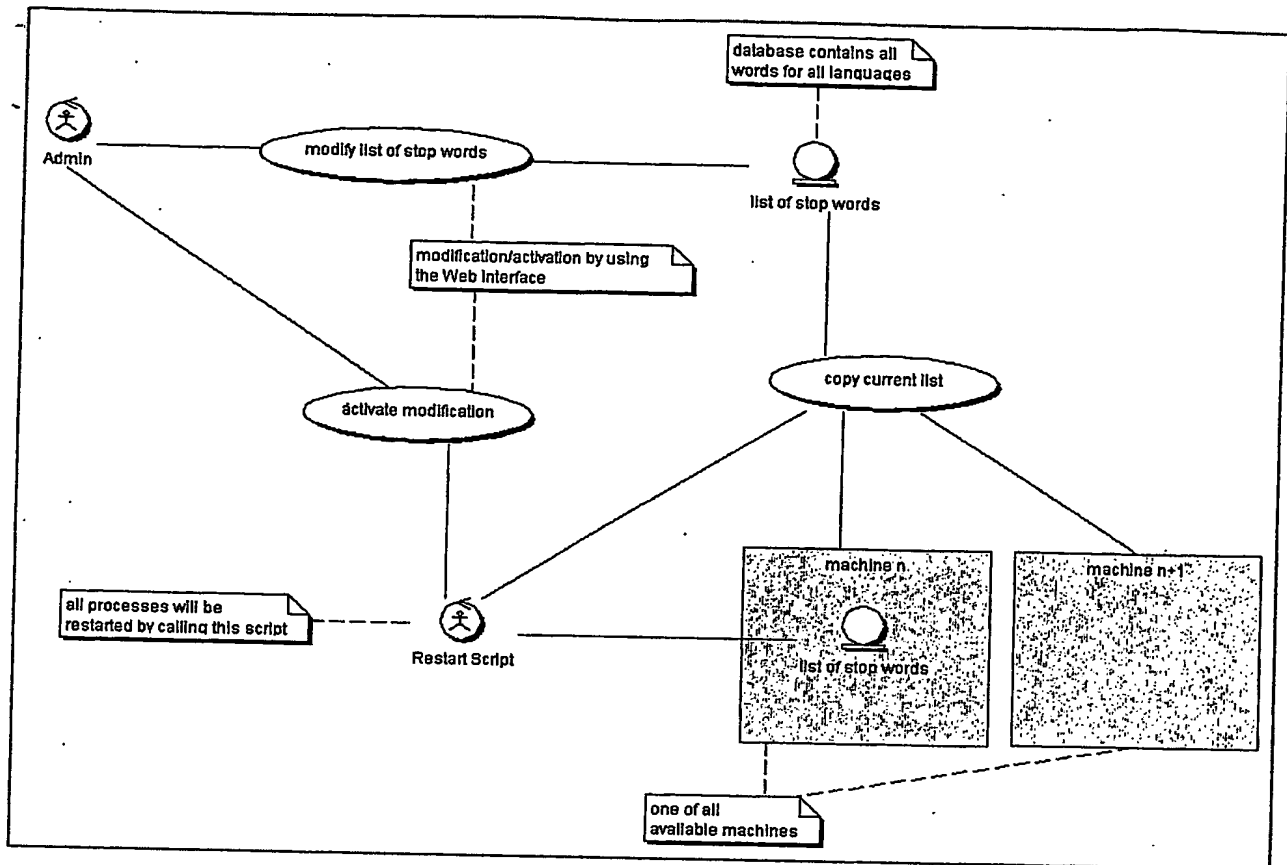 database contains all
words for all languages
Admin
modify list of stop words
list of stop words
modification/activation by using
the Web Interface
copy current list
activate modification
machine n
machine n+1
all processes will be
restarted by calling this script
Restart Script
list of stop words
one of all
available machines